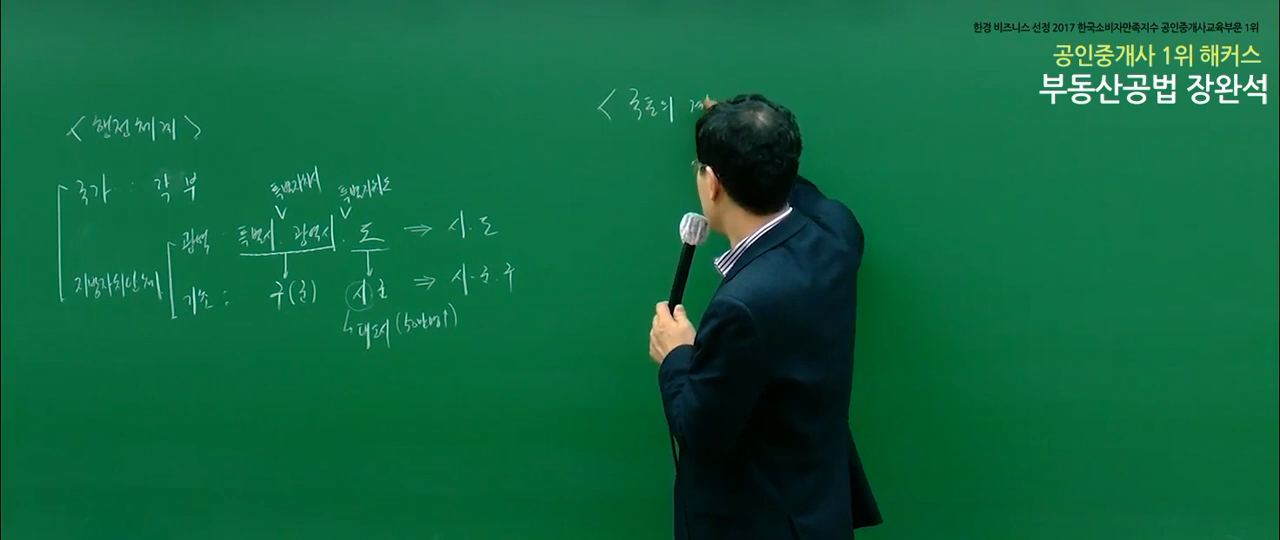 한경 비즈니스 선정 2017 한국소비자만족지수 공인중개사교육부문 1위
공인중개사 1위 해커스
부동산공법 장완석
<행정체계>
국가 : 각 부
특별자치시 특별자치도
광역 : 특별시. 광역시. 도 ⇒ 시.도
지방자치단체
기초 : 구(군) 시.군 ⇒ 시.군.구
대도시 (50만명↑)
<국토의